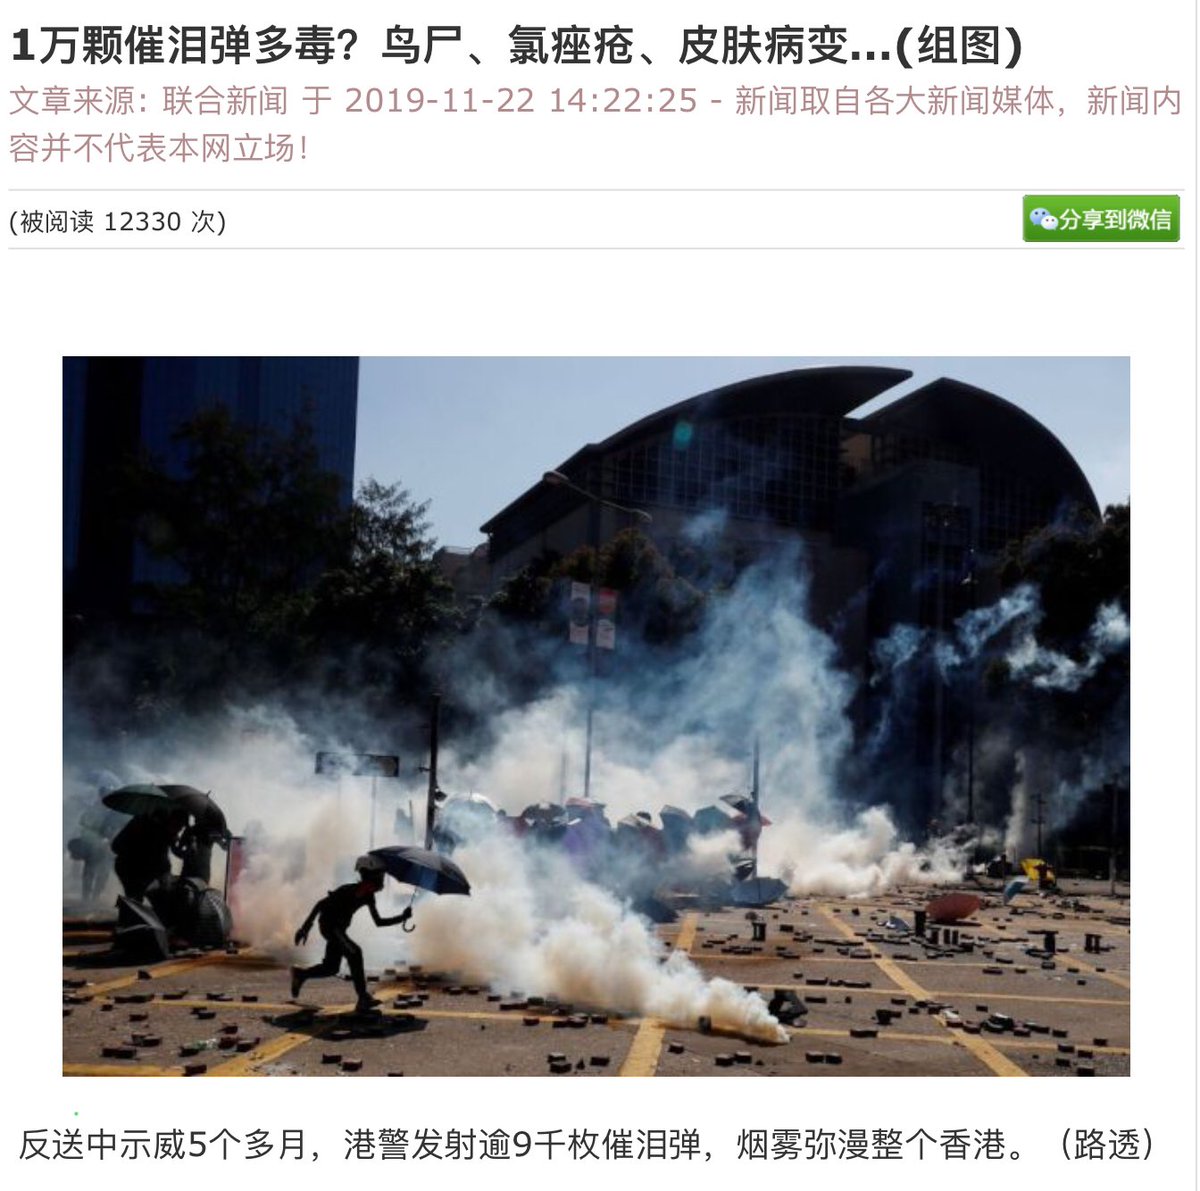 1万颗催泪弹多毒？鸟尸、氯痤疮、皮肤病变...(组图)
文章来源: 联合新闻 于 2019-11-22 14:22:25 - 新闻取自各大新闻媒体，新闻内
容并不代表本网立场!
(被阅读 12330 次)
分享到微信
反送中示威5个多月，港警发射逾9千枚催泪弹，烟雾弥漫整个香港。（路透）